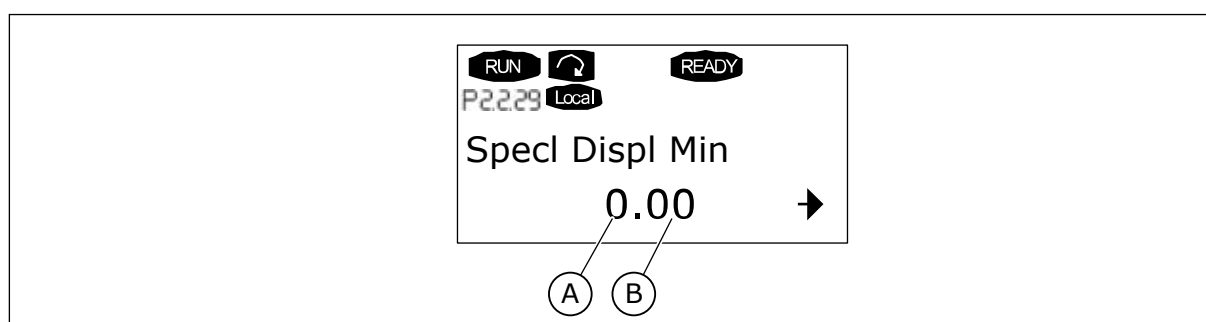 RUN READY
P2.2.29 Local
Specl Displ Min
0.00
A B